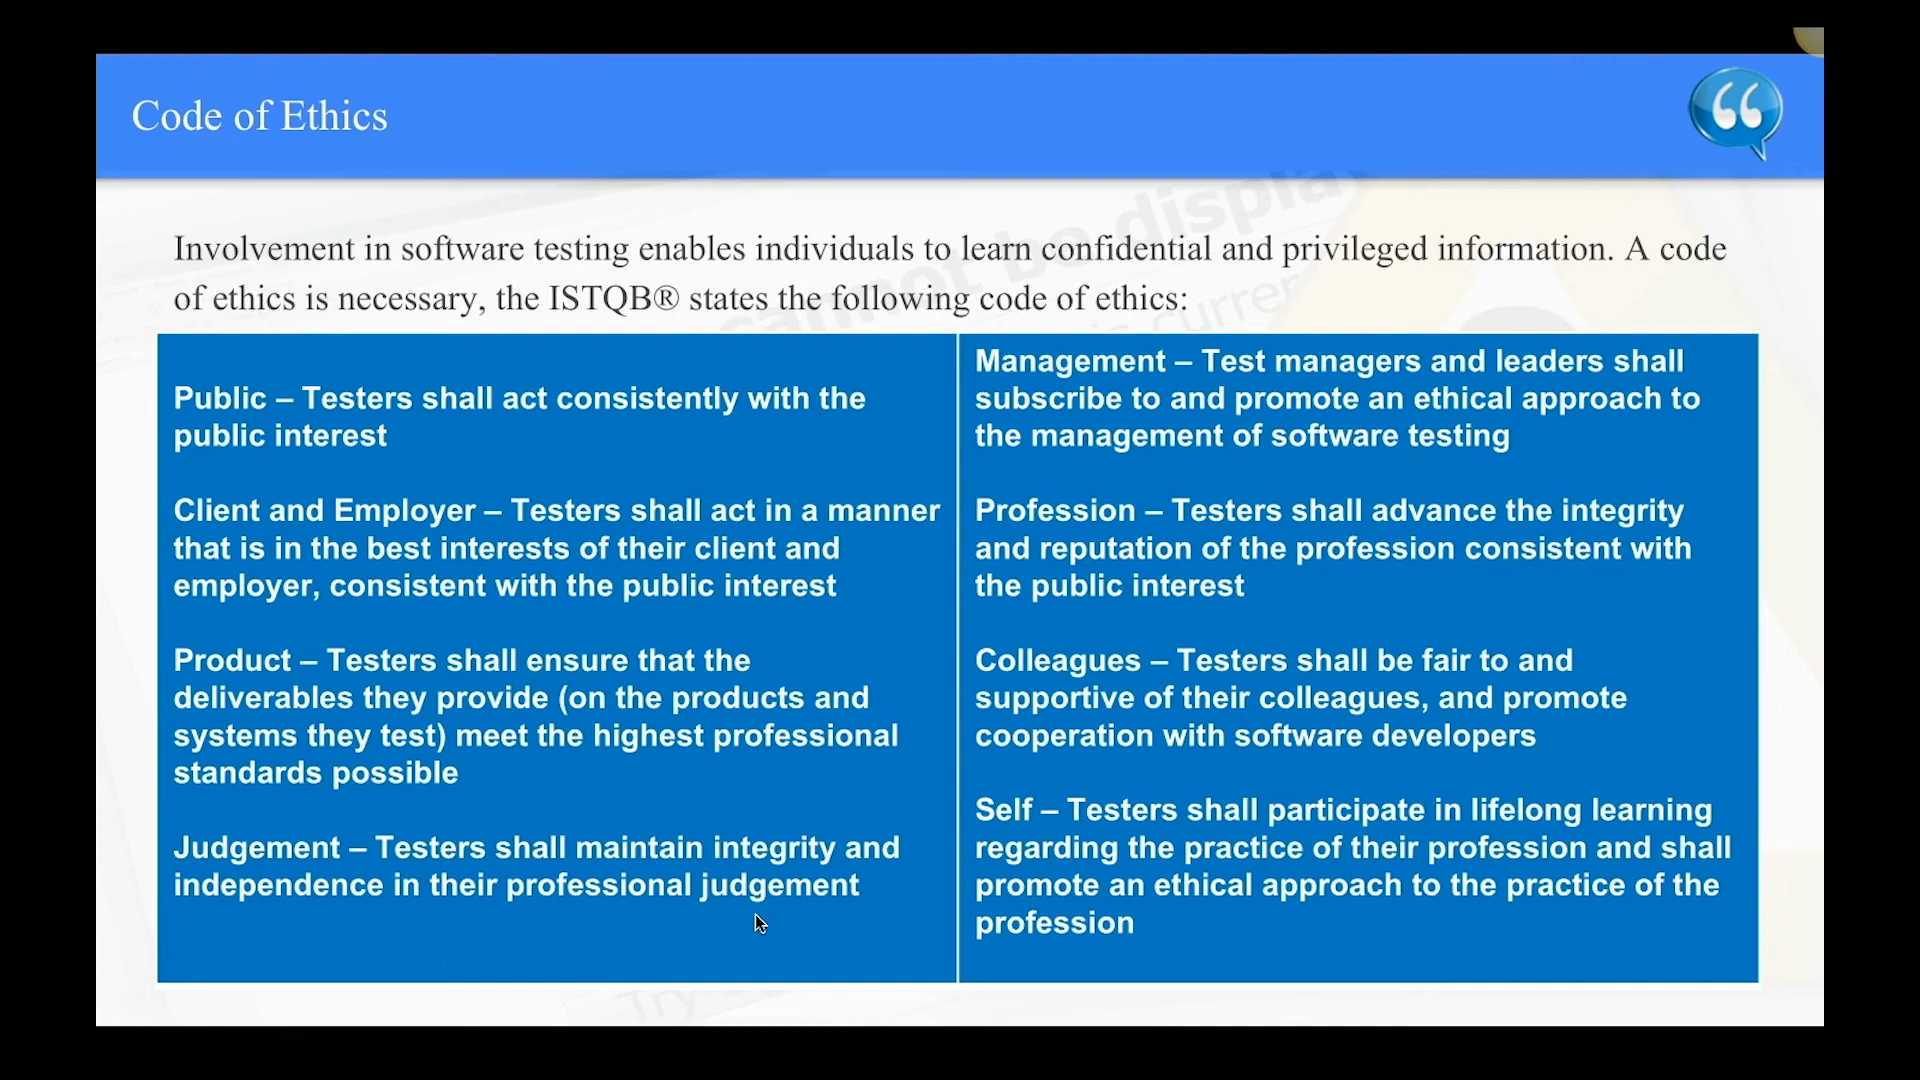 Code of Ethics
Involvement in software testing enables individuals to learn confidential and privileged information. A code
of ethics is necessary, the ISTQB® states the following code of ethics:
Public – Testers shall act consistently with the
public interest
Client and Employer – Testers shall act in a manner
that is in the best interests of their client and
employer, consistent with the public interest
Product – Testers shall ensure that the
deliverables they provide (on the products and
systems they test) meet the highest professional
standards possible
Judgement – Testers shall maintain integrity and
independence in their professional judgement
Management – Test managers and leaders shall
subscribe to and promote an ethical approach to
the management of software testing
Profession – Testers shall advance the integrity
and reputation of the profession consistent with
the public interest
Colleagues – Testers shall be fair to and
supportive of their colleagues, and promote
cooperation with software developers
Self – Testers shall participate in lifelong learning
regarding the practice of their profession and shall
promote an ethical approach to the practice of the
profession
cannot be
Try